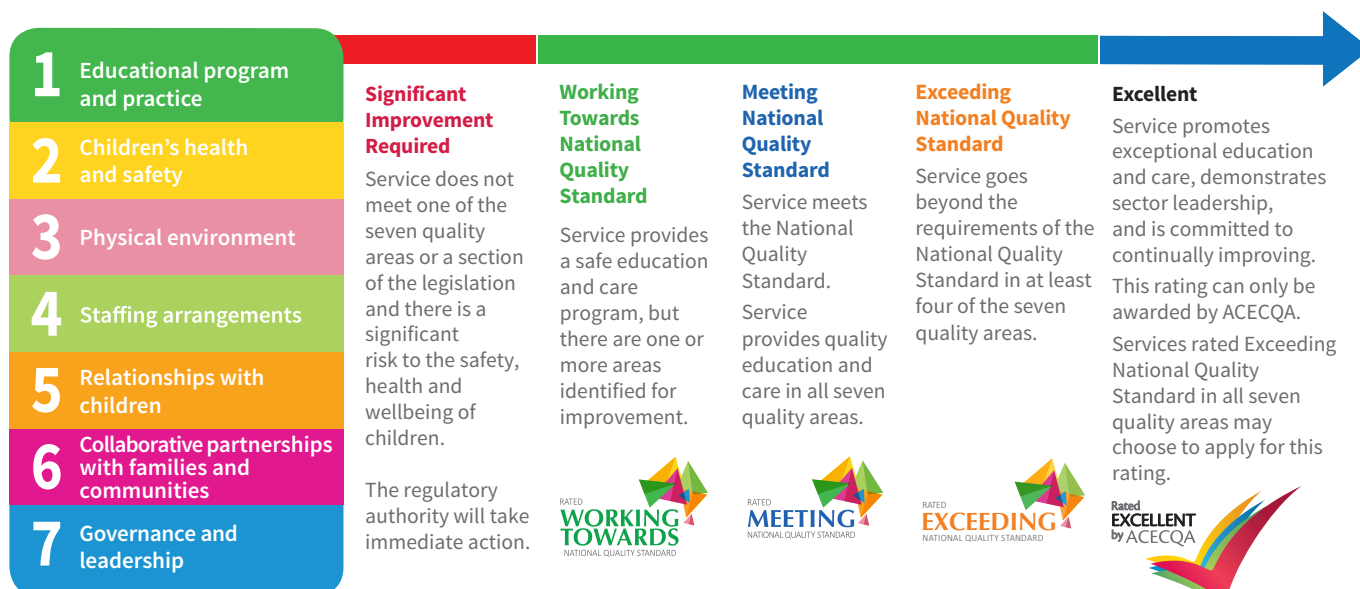 1
Educational program
and practice
2
Children's health
and safety
3
Physical environment
4
Staffing arrangements
5
Relationships with
children
6
Collaborative partnerships
with families and
communities
7
Governance and
leadership
Significant
Improvement
Required
Service does not
meet one of the
seven quality
areas or a section
of the legislation
and there is a
significant
risk to the safety,
health and
wellbeing of
children.
The regulatory
authority will take
immediate action.
Working
Towards
National
Quality
Standard
Service provides
a safe education
and care
program, but
there are one or
more areas
identified for
improvement.
RATED
WORKING
TOWARDS
NATIONAL QUALITY STANDARD
Meeting
National
Quality
Standard
Service meets
the National
Quality
Standard.
Service
provides quality
education and
care in all seven
quality areas.
RATED
MEETING
NATIONAL QUALITY STANDARD
Exceeding
National Quality
Standard
Service goes
beyond the
requirements of the
National Quality
Standard in at least
four of the seven
quality areas.
RATED
EXCEEDING
NATIONAL QUALITY STANDARD
Excellent
Service promotes
exceptional education
and care, demonstrates
sector leadership,
and is committed to
continually improving.
This rating can only be
awarded by ACECQA.
Services rated Exceeding
National Quality
Standard in all seven
quality areas may
choose to apply for this
rating.
Rated
EXCELLENT
by ACECQA